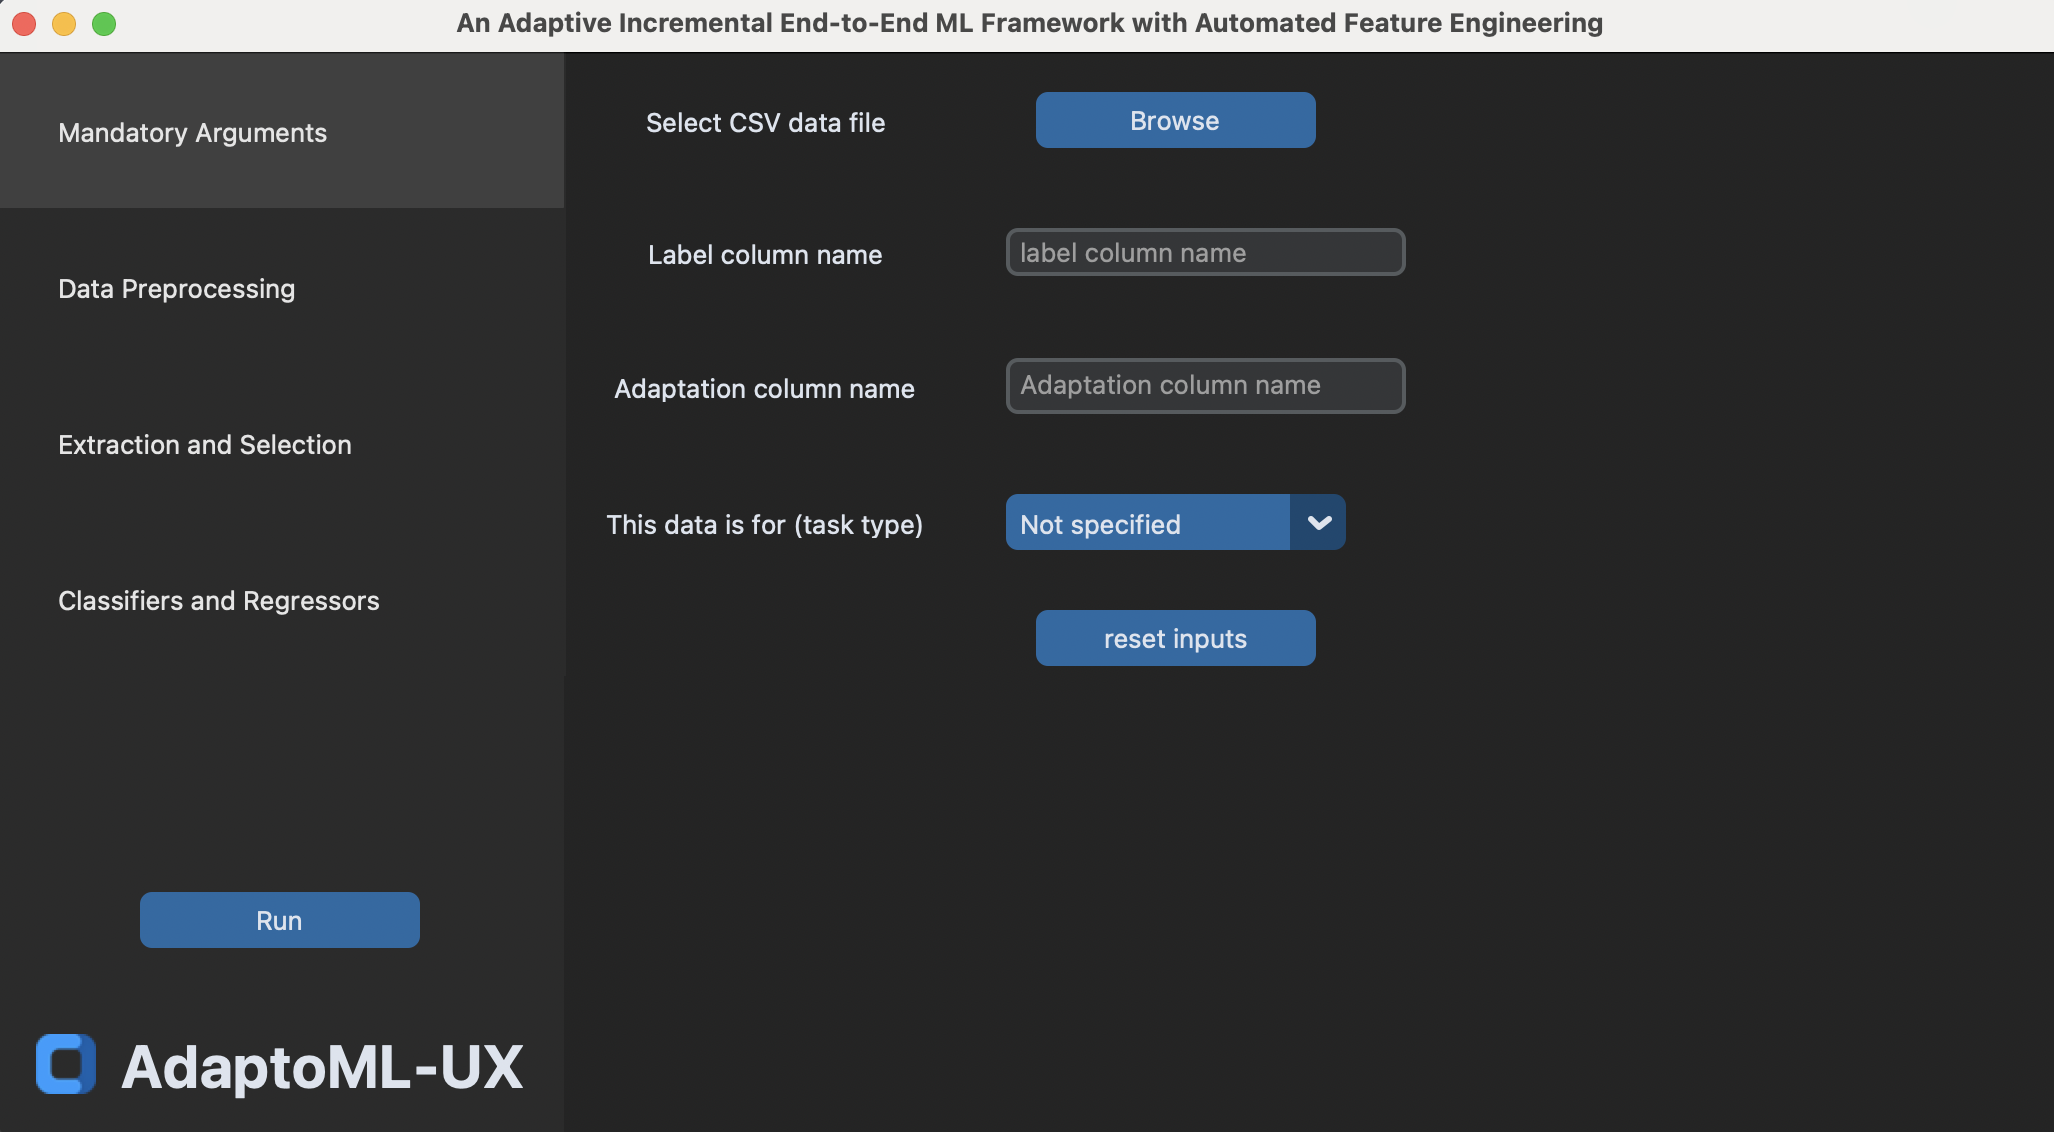 An Adaptive Incremental End-to-End ML Framework with Automated Feature Engineering
Mandatory Arguments
Data Preprocessing
Extraction and Selection
Classifiers and Regressors
Run
AdaptoML-UX
Select CSV data file
Browse
Label column name
label column name
Adaptation column name
Adaptation column name
This data is for (task type)
Not specified
reset inputs